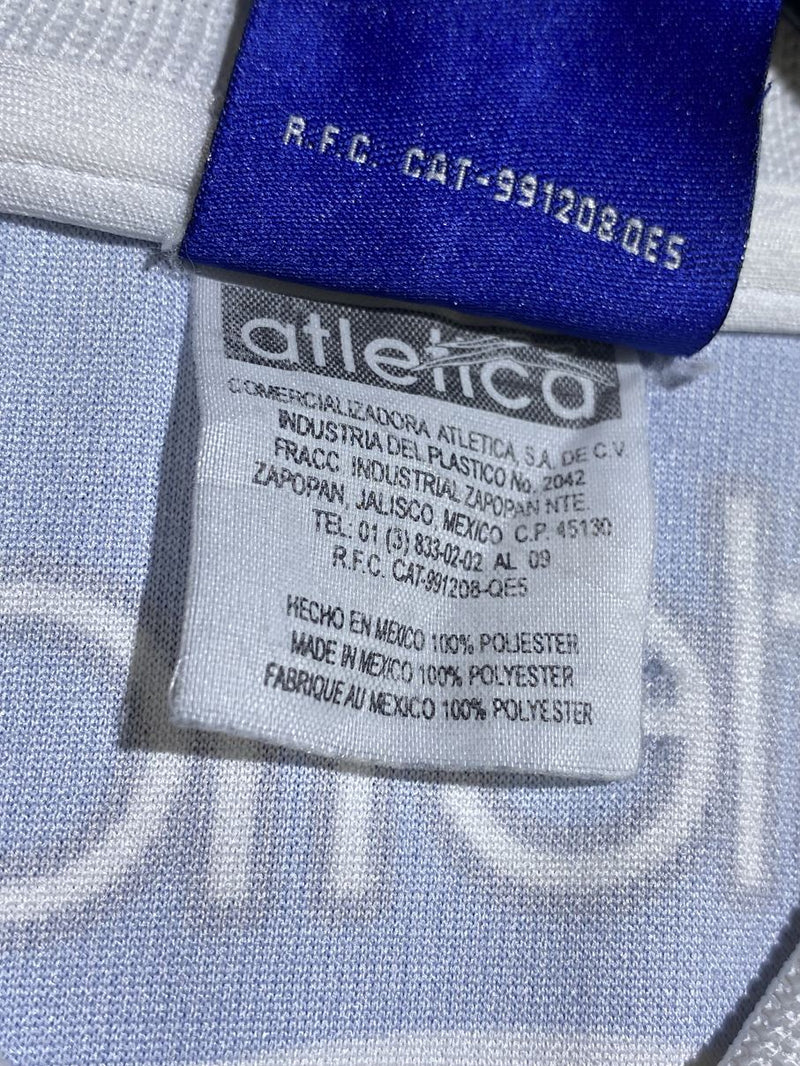 R.F.C. CAT-991208QE5
atletica
COMERCIALIZADORA ATLETICA, S.A. DE C.V.
INDUSTRIA DEL PLASTICO No. 2042
FRACC. INDUSTRIAL ZAPOPAN NTE.
ZAPOPAN, JALISCO, MEXICO C.P. 45130
TEL: 01 (3) 833-02-02 AL 09
R.F.C. CAT-991208-QE5
HECHO EN MEXICO 100% POLIESTER
MADE IN MEXICO 100% POLYESTER
FABRIQUE AU MEXICO 100% POLYESTER